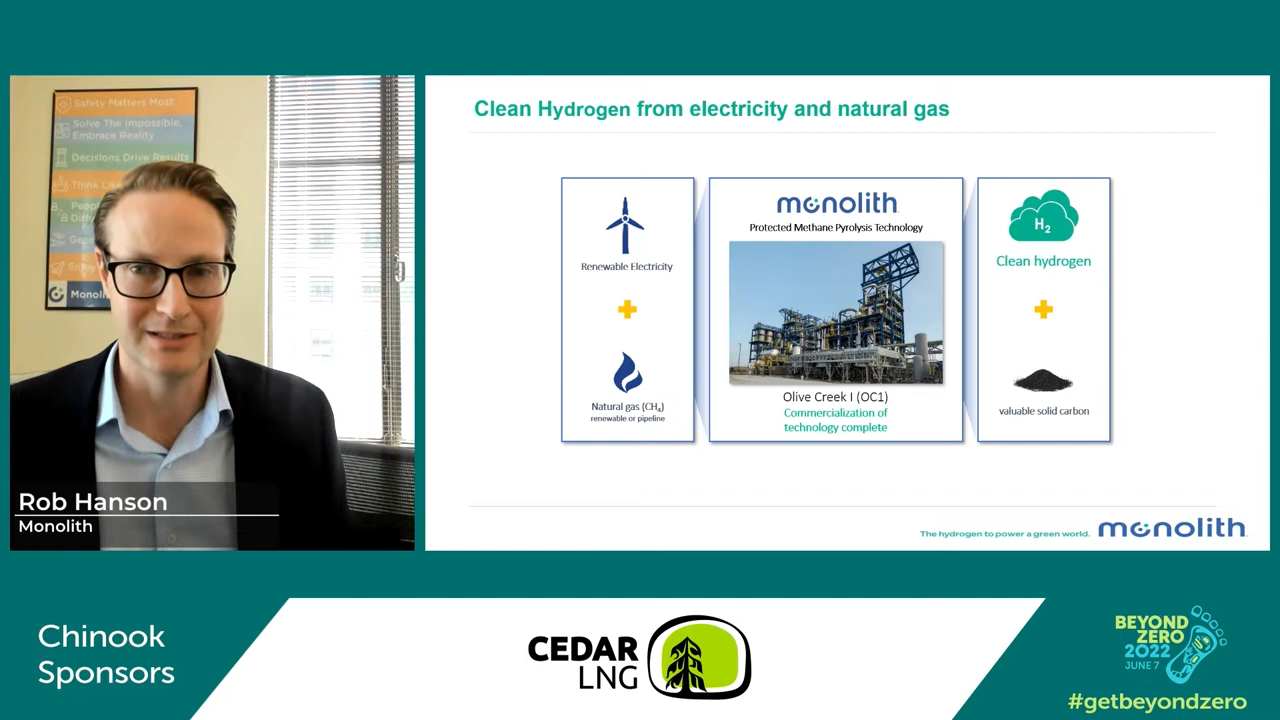 Safety Matters Most
Solve The Impossible,
Embrace Reality
Decisions Drive Results
Think
Enjoy
Rob Hanson
Monolith
Clean Hydrogen from electricity and natural gas
Renewable Electricity
Natural gas (CH₄)
renewable or pipeline
monolith
Protected Methane Pyrolysis Technology
Olive Creek I (OC1)
Commercialization of
technology complete
H₂
Clean hydrogen
valuable solid carbon
The hydrogen to power a green world. monolith
Chinook
Sponsors
CEDAR
LNG
BEYOND
ZERO
2022
JUNE 7
#getbeyondzero